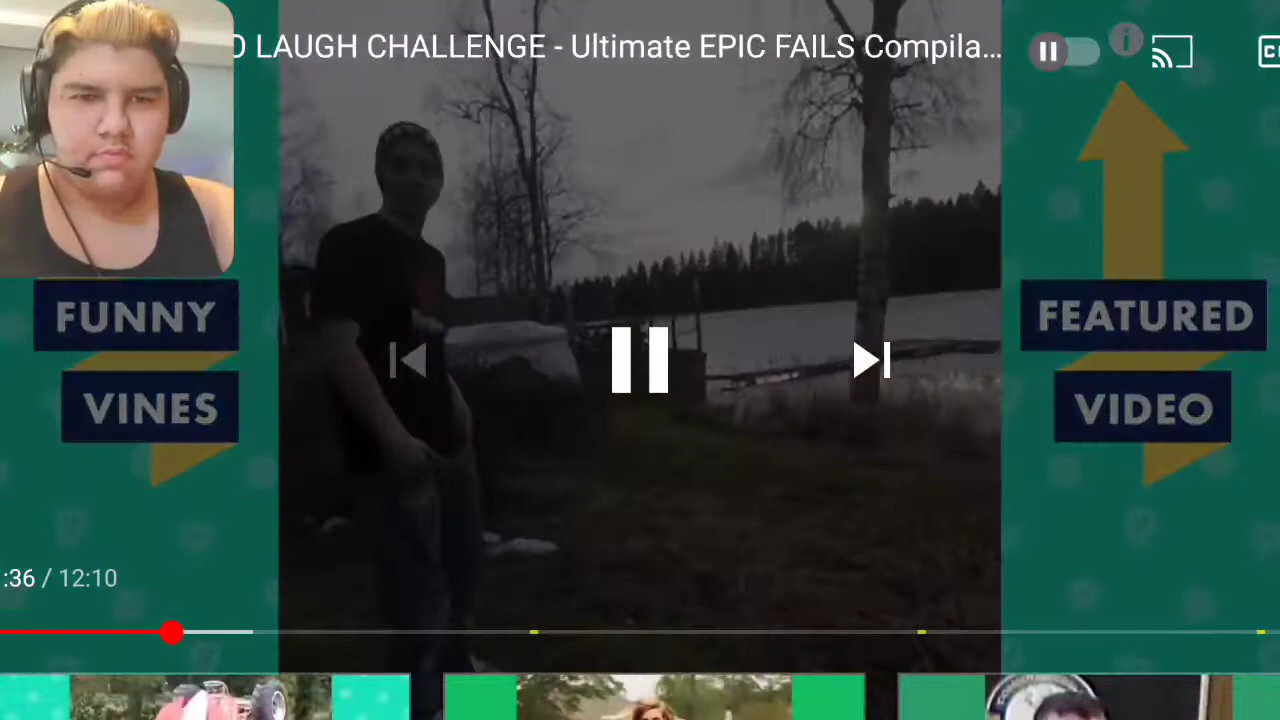 O LAUGH CHALLENGE - Ultimate EPIC FAILS Compila...
FUNNY
VINES
FEATURED
VIDEO
:36 / 12:10